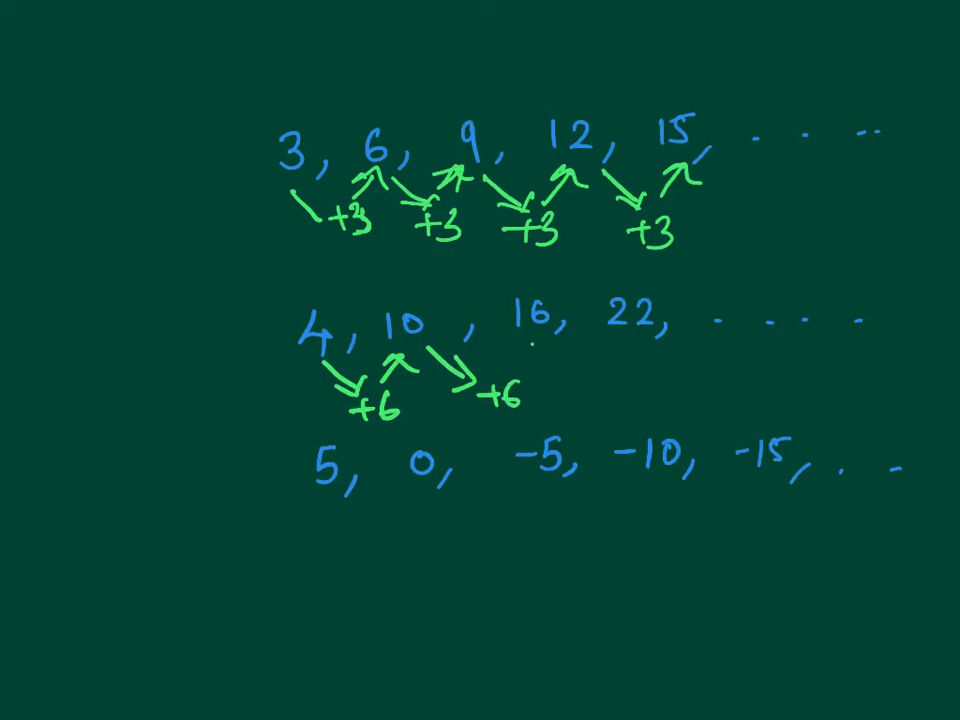 3, 6, 9, 12, 15, . . . .
+3 +3 +3 +3
4, 10, 16, 22, . . . .
+6 +6
5, 0, -5, -10, -15, . .